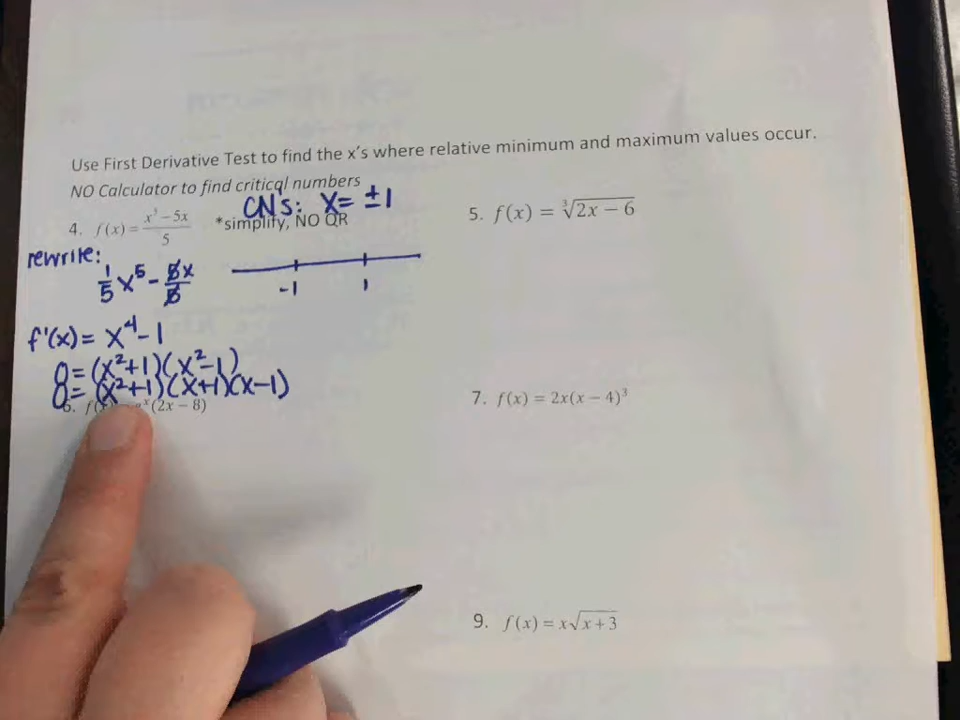 Use First Derivative Test to find the x's where relative minimum and maximum values occur.
NO Calculator to find critical numbers
CN's: x = ±1
4. f(x) = (x⁵ − 5x)/5 *simplify, NO QR
5. f(x) = ∛(2x − 6)
rewrite:
1/5 x⁵ − 5x/5
-1 1
f'(x) = x⁴ − 1
0 = (x²+1)(x²−1)
0 = (x²+1)(x+1)(x−1)
6. f(x) ˣ(2x − 8)
7. f(x) = 2x(x − 4)³
9. f(x) = x√(x + 3)